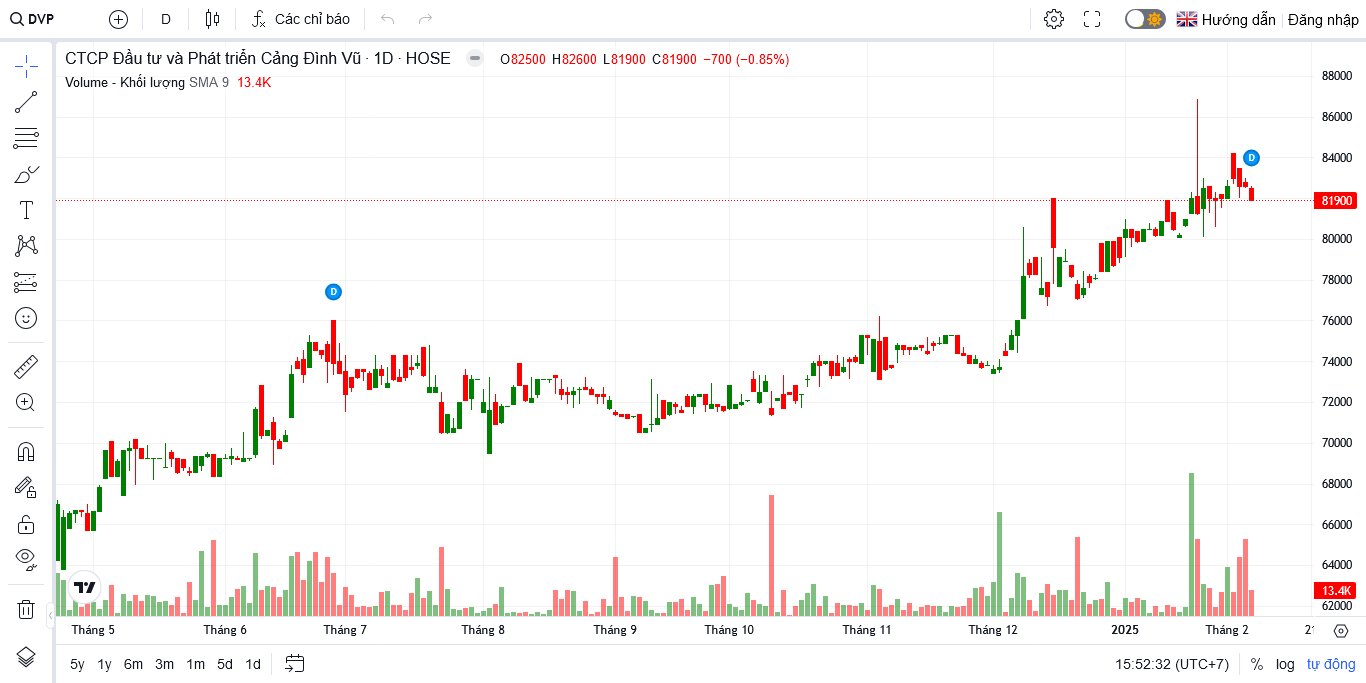 DVP D Các chỉ báo Hướng dẫn Đăng nhập
CTCP Đầu tư và Phát triển Cảng Đình Vũ · 1D · HOSE O82500 H82600 L81900 C81900 −700 (−0.85%)
Volume - Khối lượng SMA 9 13.4K
88000
86000
84000
D
81900
80000
78000
D
76000
74000
72000
70000
68000
66000
64000
13.4K
62000
Tháng 5 Tháng 6 Tháng 7 Tháng 8 Tháng 9 Tháng 10 Tháng 11 Tháng 12 2025 Tháng 2
5y 1y 6m 3m 1m 5d 1d 15:52:32 (UTC+7) % log tự động